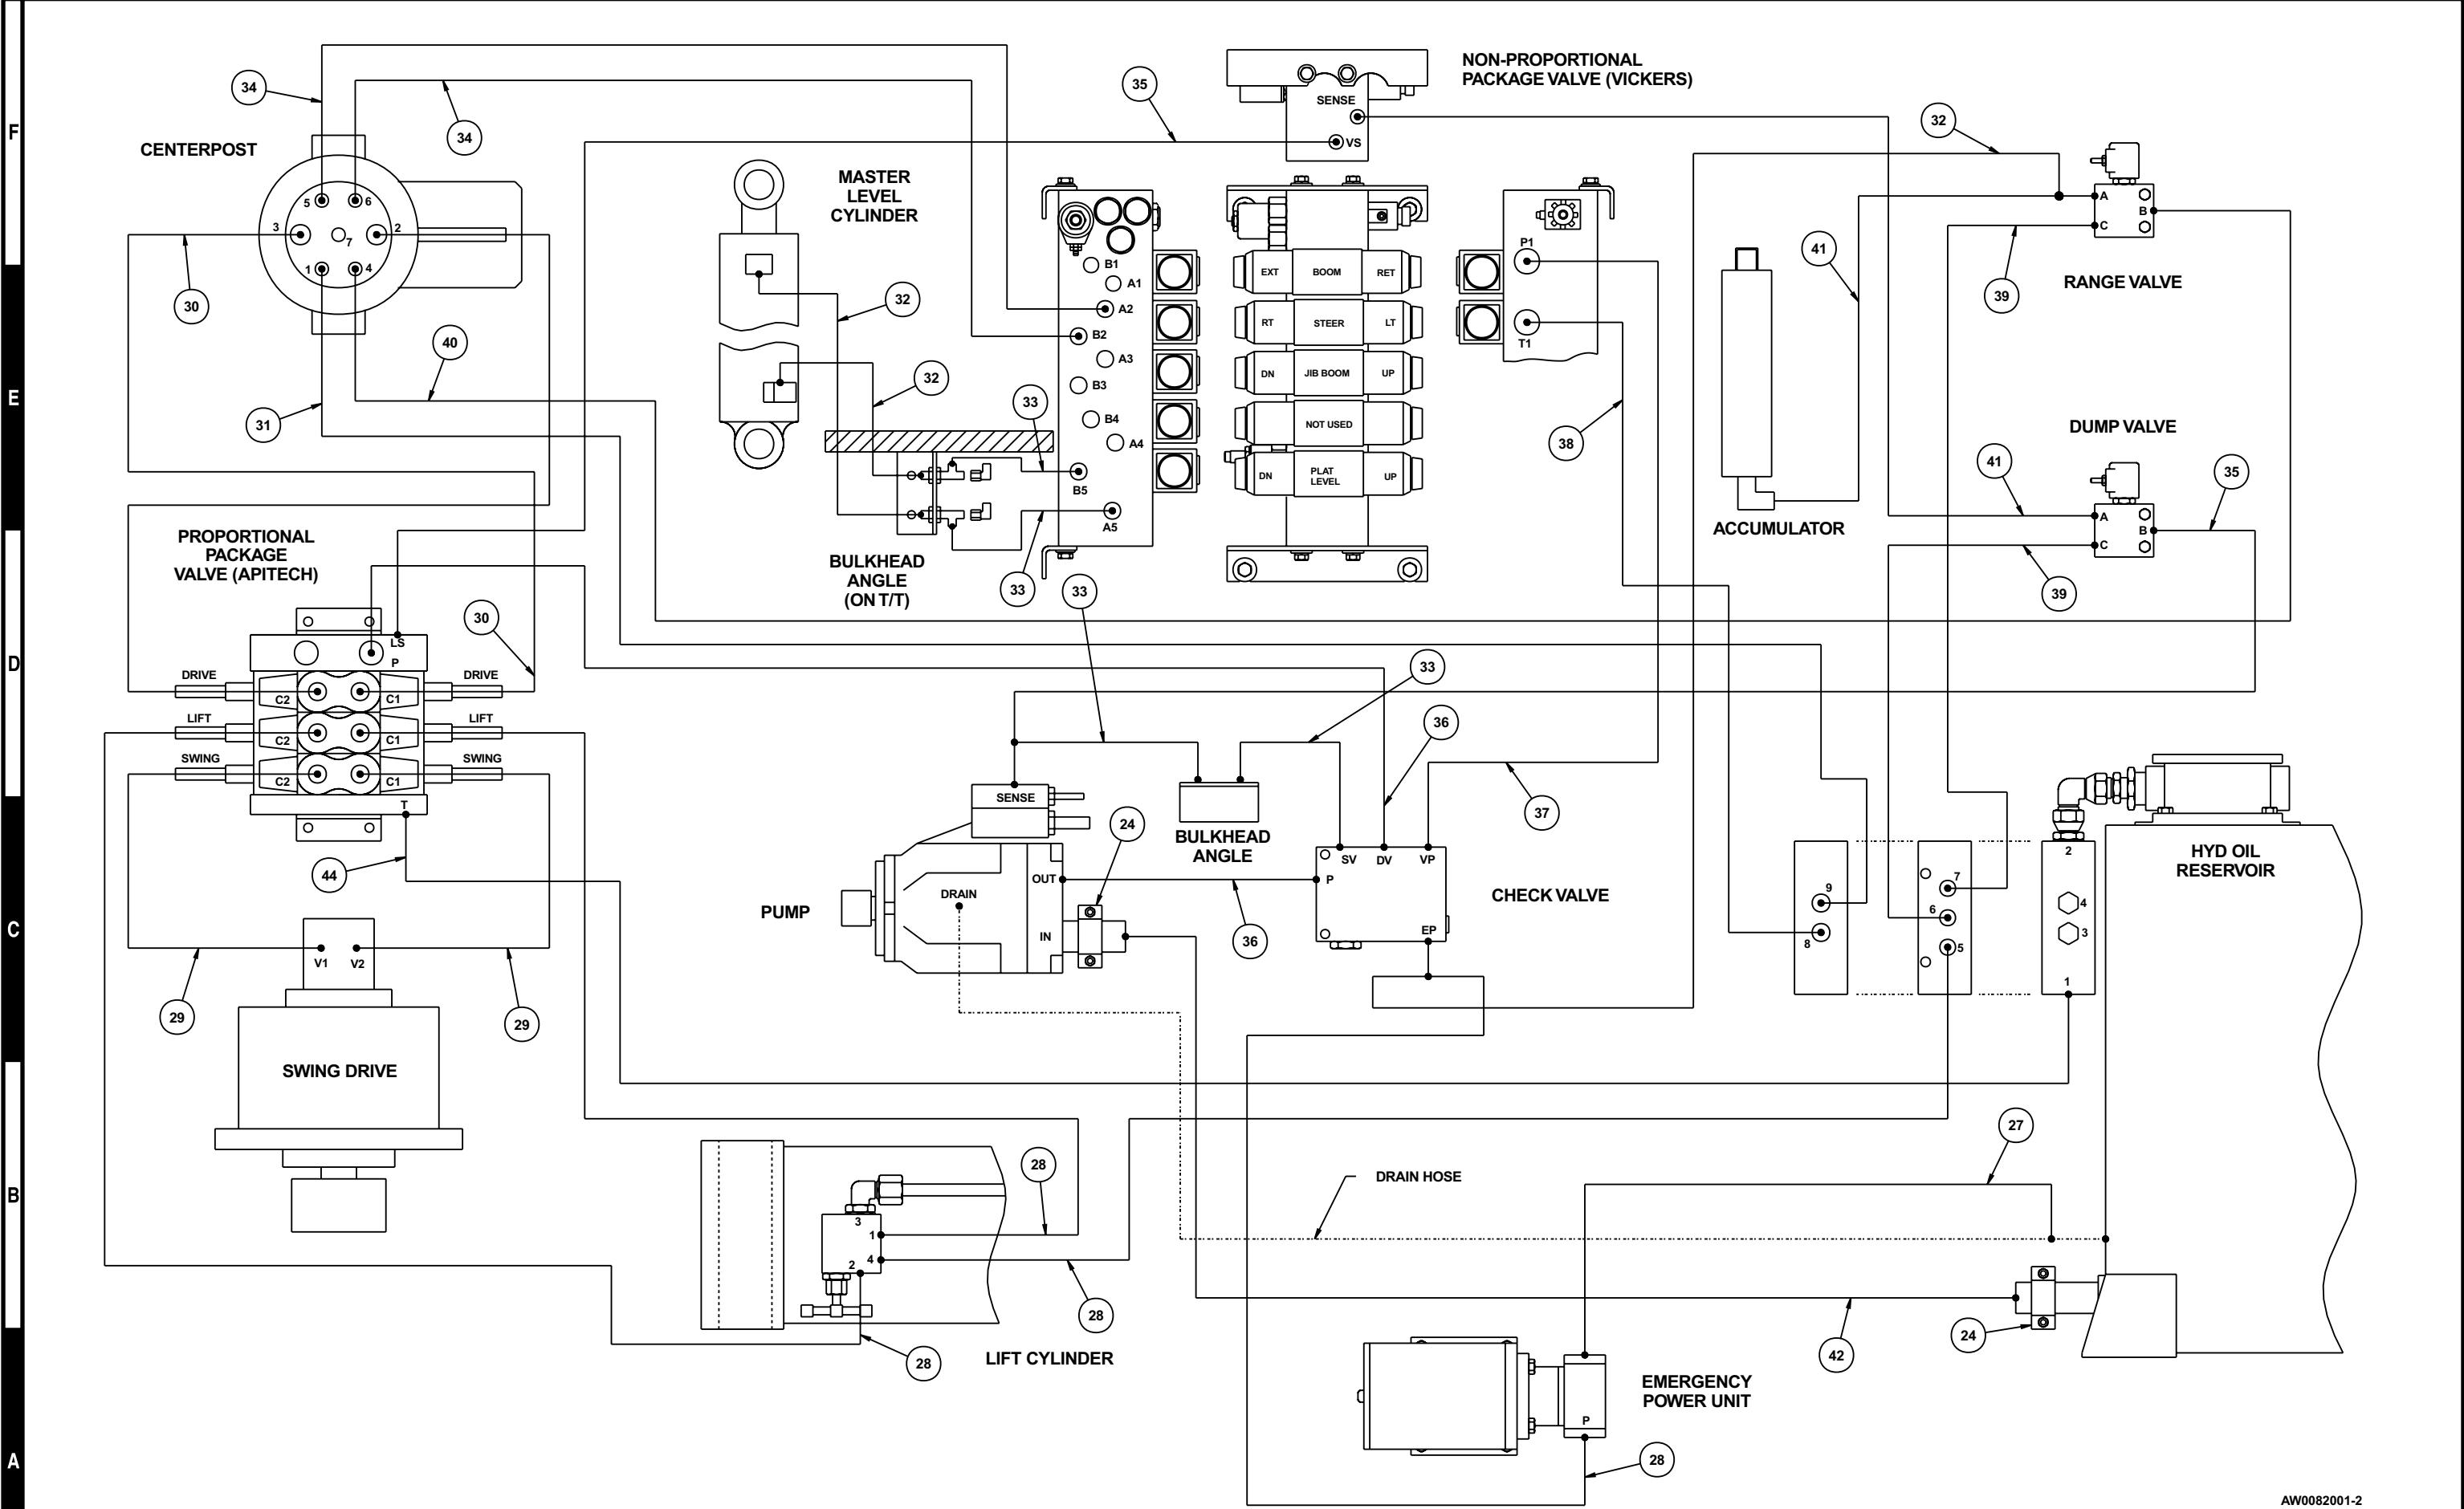 F
E
D
C
B
A
34
34
CENTERPOST
5
6
3
7
2
1
4
30
31
40
MASTER
LEVEL
CYLINDER
32
32
33
33
BULKHEAD
ANGLE
(ON T/T)
35
SENSE
VS
NON-PROPORTIONAL
PACKAGE VALVE (VICKERS)
B1
A1
A2
B2
A3
B3
B4
A4
B5
A5
EXT BOOM RET
RT STEER LT
DN JIB BOOM UP
NOT USED
DN PLAT
LEVEL UP
P1
T1
38
ACCUMULATOR
41
32
A
B
C
39
RANGE VALVE
DUMP VALVE
41
35
A
B
C
39
PROPORTIONAL
PACKAGE
VALVE (APITECH)
30
LS
P
DRIVE C2 C1 DRIVE
LIFT C2 C1 LIFT
SWING C2 C1 SWING
T
44
V1 V2
29
29
SWING DRIVE
33
33
36
37
SENSE
24
BULKHEAD
ANGLE
SV DV VP
P
EP
CHECK VALVE
OUT
DRAIN
IN
PUMP
36
9
8
7
6
5
2
4
3
1
HYD OIL
RESERVOIR
28
3
1
4
2
28
28
LIFT CYLINDER
DRAIN HOSE
27
42
24
EMERGENCY
POWER UNIT
P
28
AW0082001-2